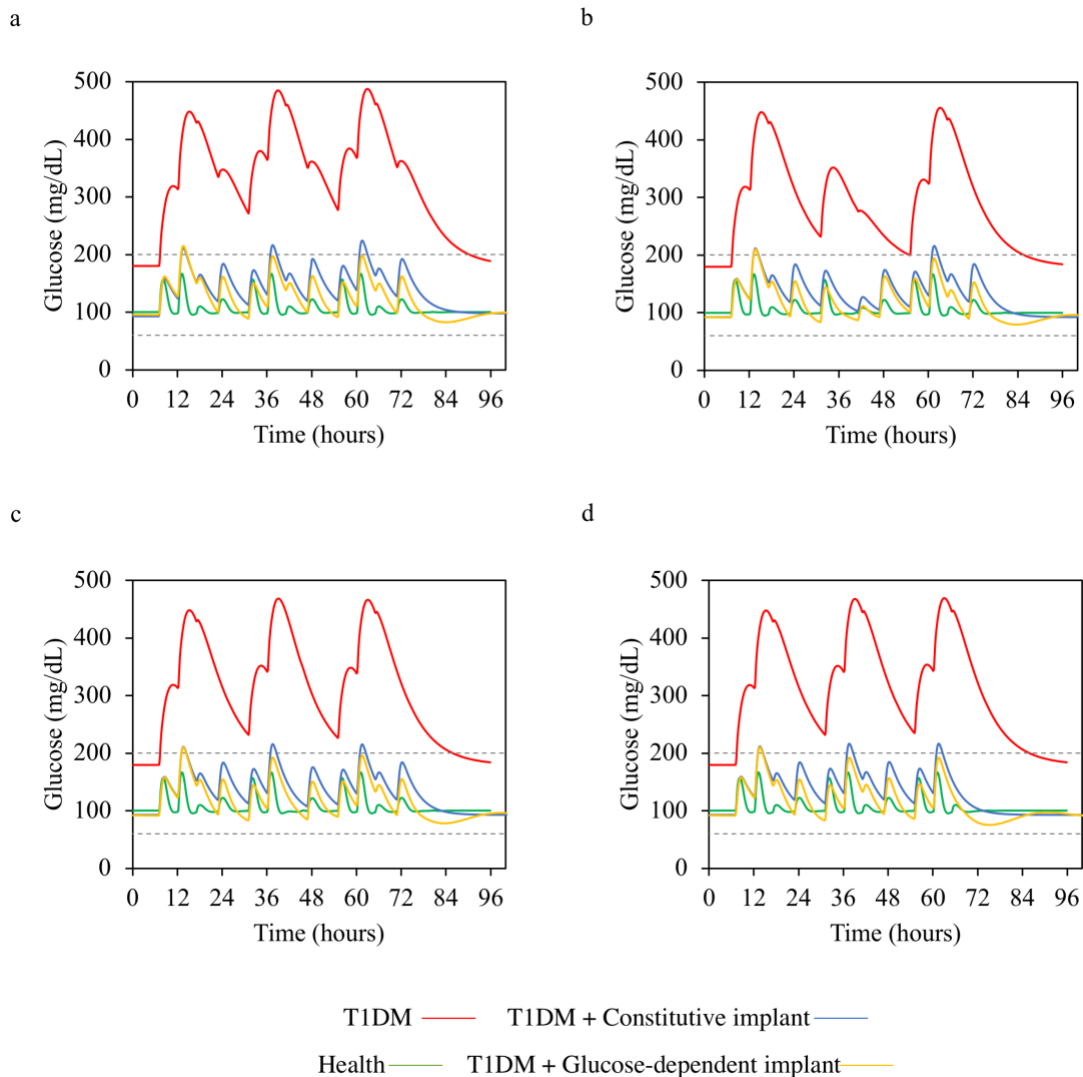 a
b
500
400
300
200
100
0
Glucose (mg/dL)
0 12 24 36 48 60 72 84 96
Time (hours)
500
400
300
200
100
0
Glucose (mg/dL)
0 12 24 36 48 60 72 84 96
Time (hours)
c
d
500
400
300
200
100
0
Glucose (mg/dL)
0 12 24 36 48 60 72 84 96
Time (hours)
500
400
300
200
100
0
Glucose (mg/dL)
0 12 24 36 48 60 72 84 96
Time (hours)
T1DM T1DM + Constitutive implant
Health T1DM + Glucose-dependent implant